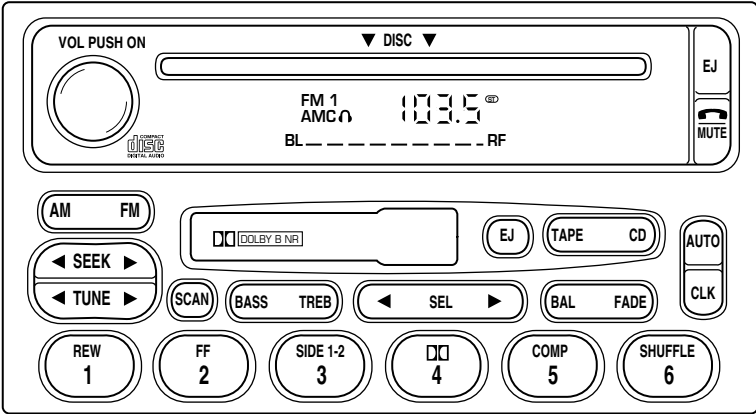 VOL PUSH ON
▼ DISC ▼
EJ
FM 1
AMC 103.5 ST
MUTE
COMPACT
disc
DIGITAL AUDIO
BL RF
AM FM
DOLBY B NR
EJ
TAPE CD
AUTO
◀ SEEK ▶
◀ TUNE ▶
SCAN
BASS TREB
◀ SEL ▶
BAL FADE
CLK
REW
1
FF
2
SIDE 1-2
3
4
COMP
5
SHUFFLE
6